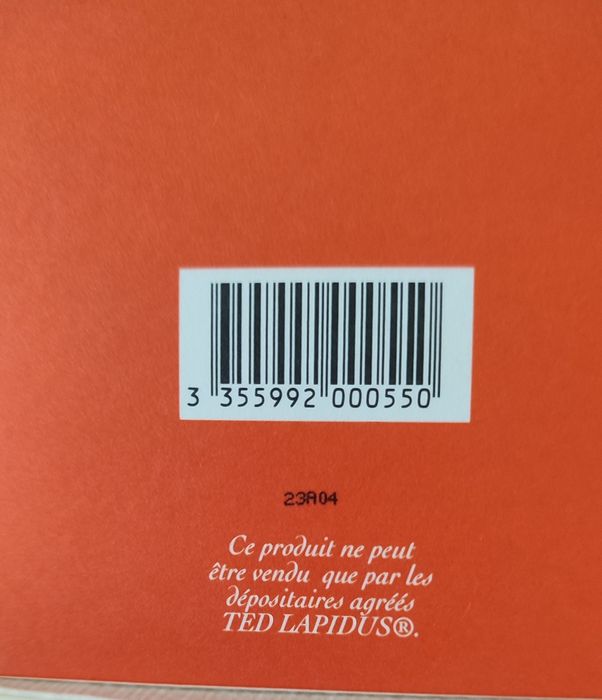 3 355992 000550
23A04
Ce produit ne peut
être vendu que par les
dépositaires agréés
TED LAPIDUS®.